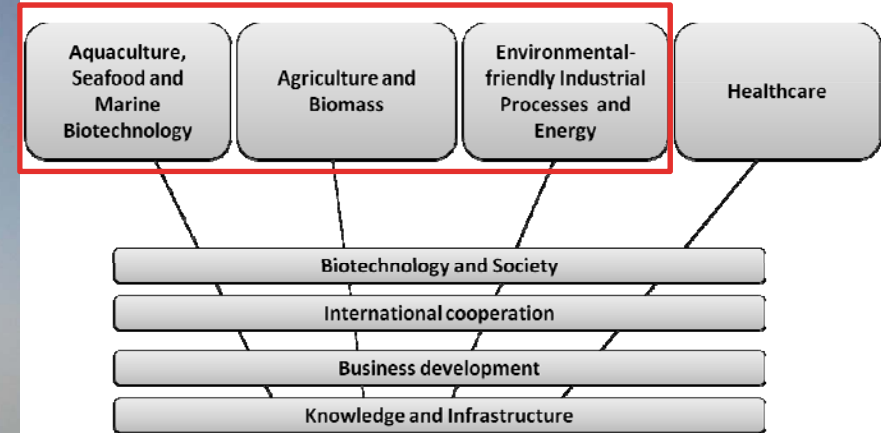 Aquaculture,
Seafood and
Marine
Biotechnology
Agriculture and
Biomass
Environmental-
friendly Industrial
Processes and
Energy
Healthcare
Biotechnology and Society
International cooperation
Business development
Knowledge and Infrastructure